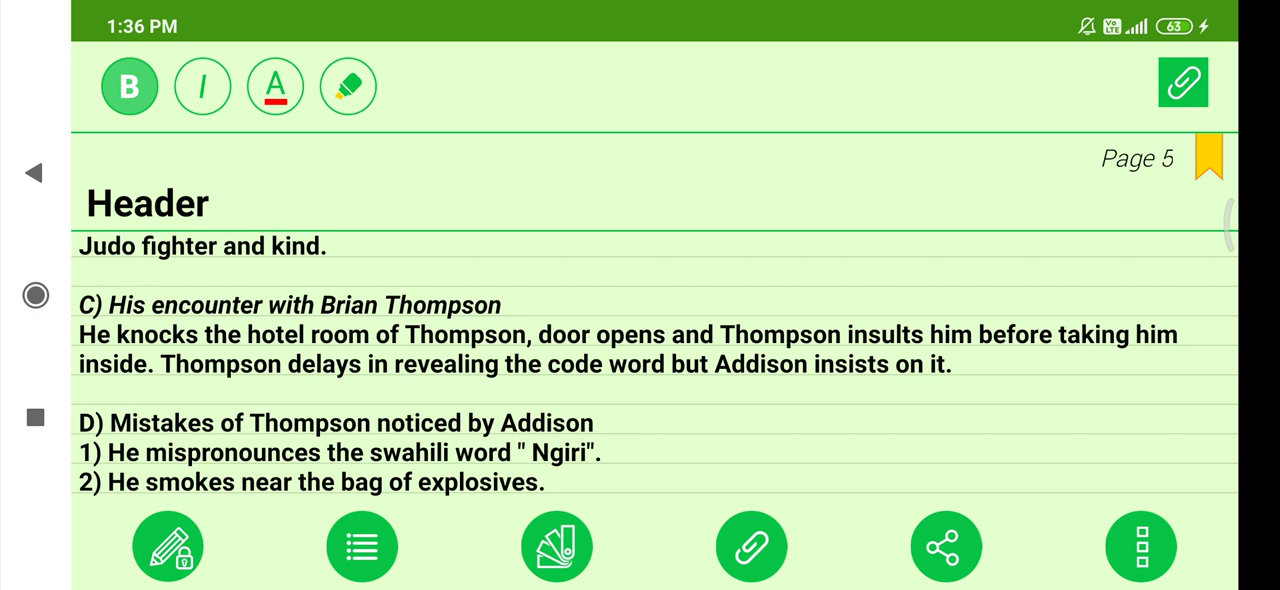 1:36 PM
Vo LTE 63
B I A
Page 5
Header
Judo fighter and kind.
C) His encounter with Brian Thompson
He knocks the hotel room of Thompson, door opens and Thompson insults him before taking him
inside. Thompson delays in revealing the code word but Addison insists on it.
D) Mistakes of Thompson noticed by Addison
1) He mispronounces the swahili word " Ngiri".
2) He smokes near the bag of explosives.